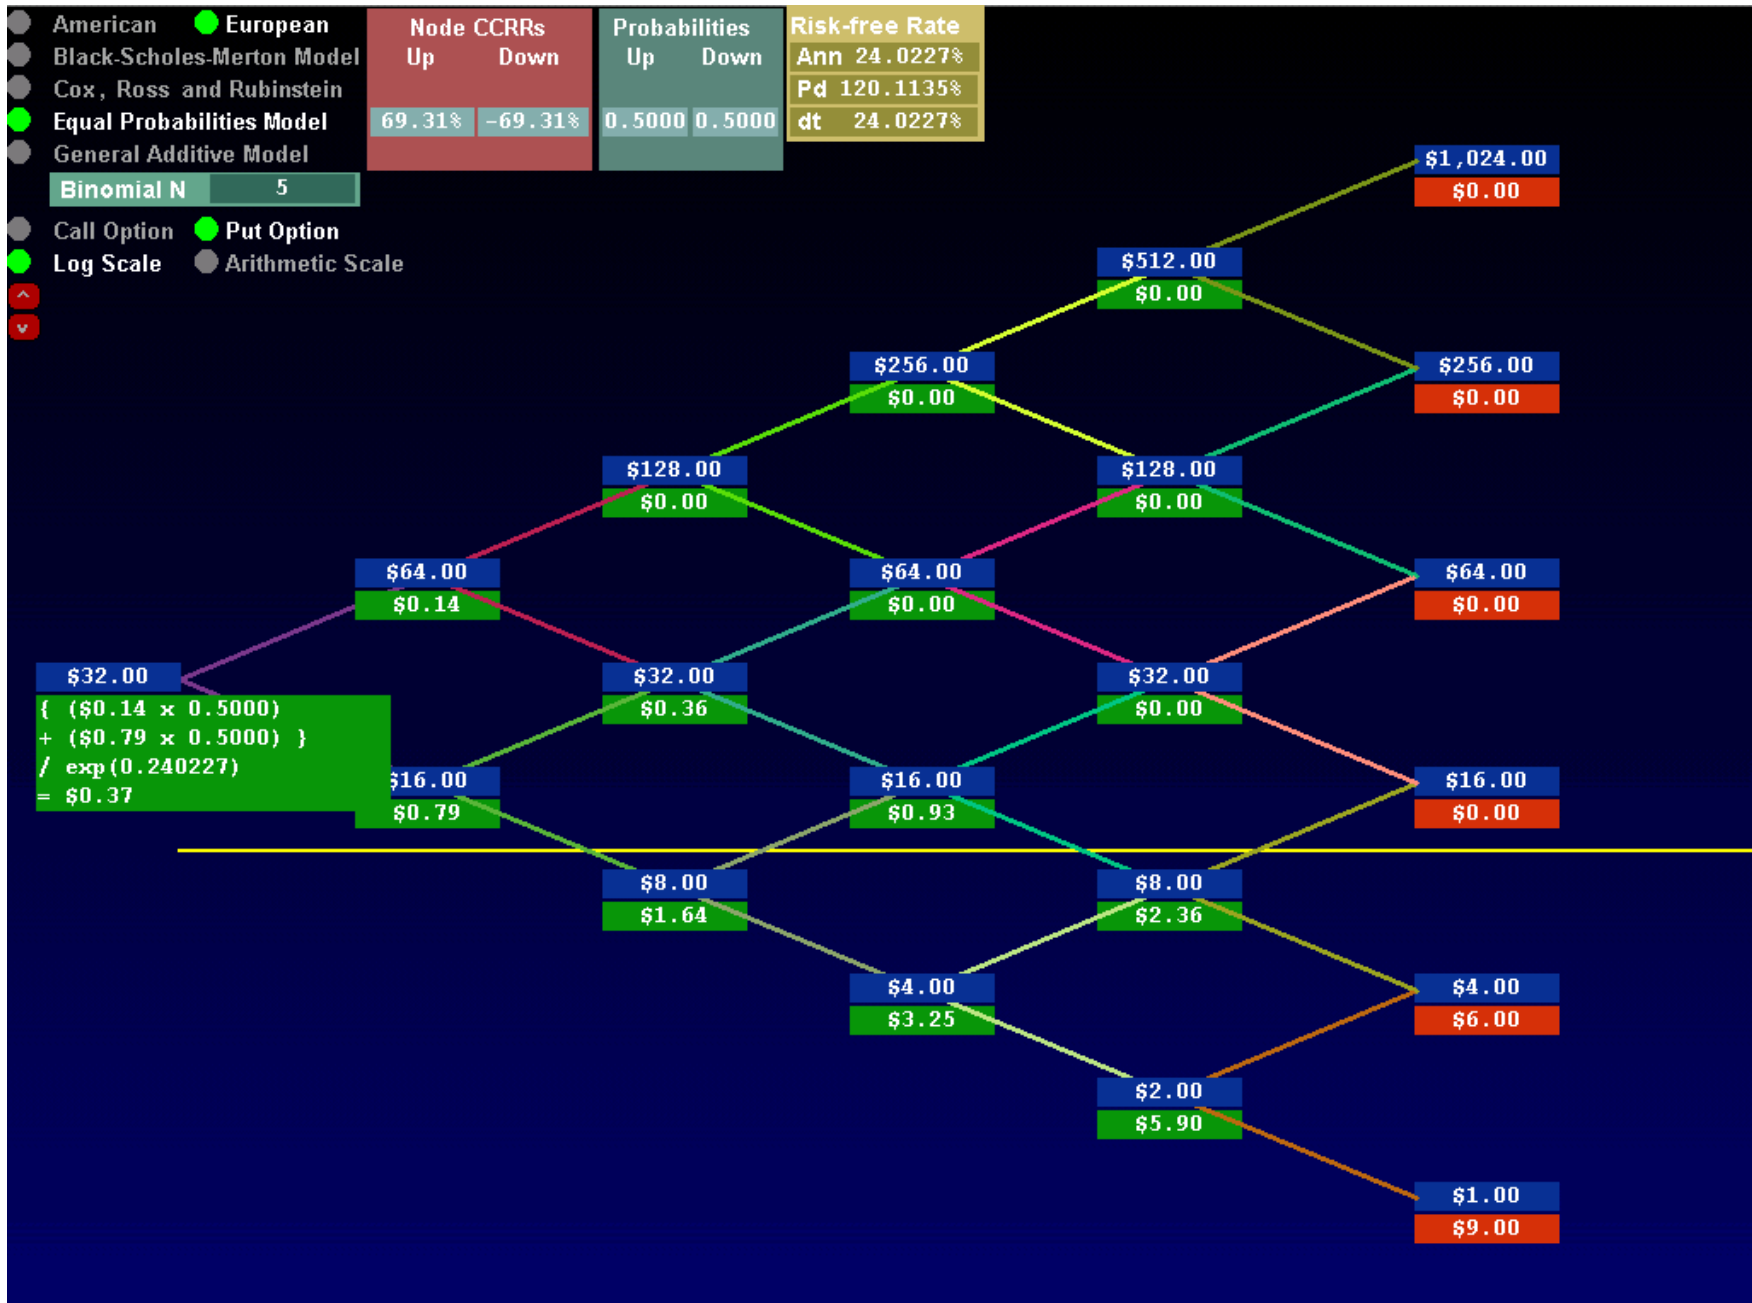 American European
Black-Scholes-Merton Model
Cox, Ross and Rubinstein
Equal Probabilities Model
General Additive Model
Binomial N 5
Call Option Put Option
Log Scale Arithmetic Scale
^
v
Node CCRRs
Up Down
69.31% -69.31%
Probabilities
Up Down
0.5000 0.5000
Risk-free Rate
Ann 24.0227%
Pd 120.1135%
dt 24.0227%
$32.00
{ ($0.14 x 0.5000)
+ ($0.79 x 0.5000) }
/ exp(0.240227)
= $0.37
$64.00
$0.14
$16.00
$0.79
$128.00
$0.00
$32.00
$0.36
$8.00
$1.64
$256.00
$0.00
$64.00
$0.00
$16.00
$0.93
$4.00
$3.25
$512.00
$0.00
$128.00
$0.00
$32.00
$0.00
$8.00
$2.36
$2.00
$5.90
$1,024.00
$0.00
$256.00
$0.00
$64.00
$0.00
$16.00
$0.00
$4.00
$6.00
$1.00
$9.00